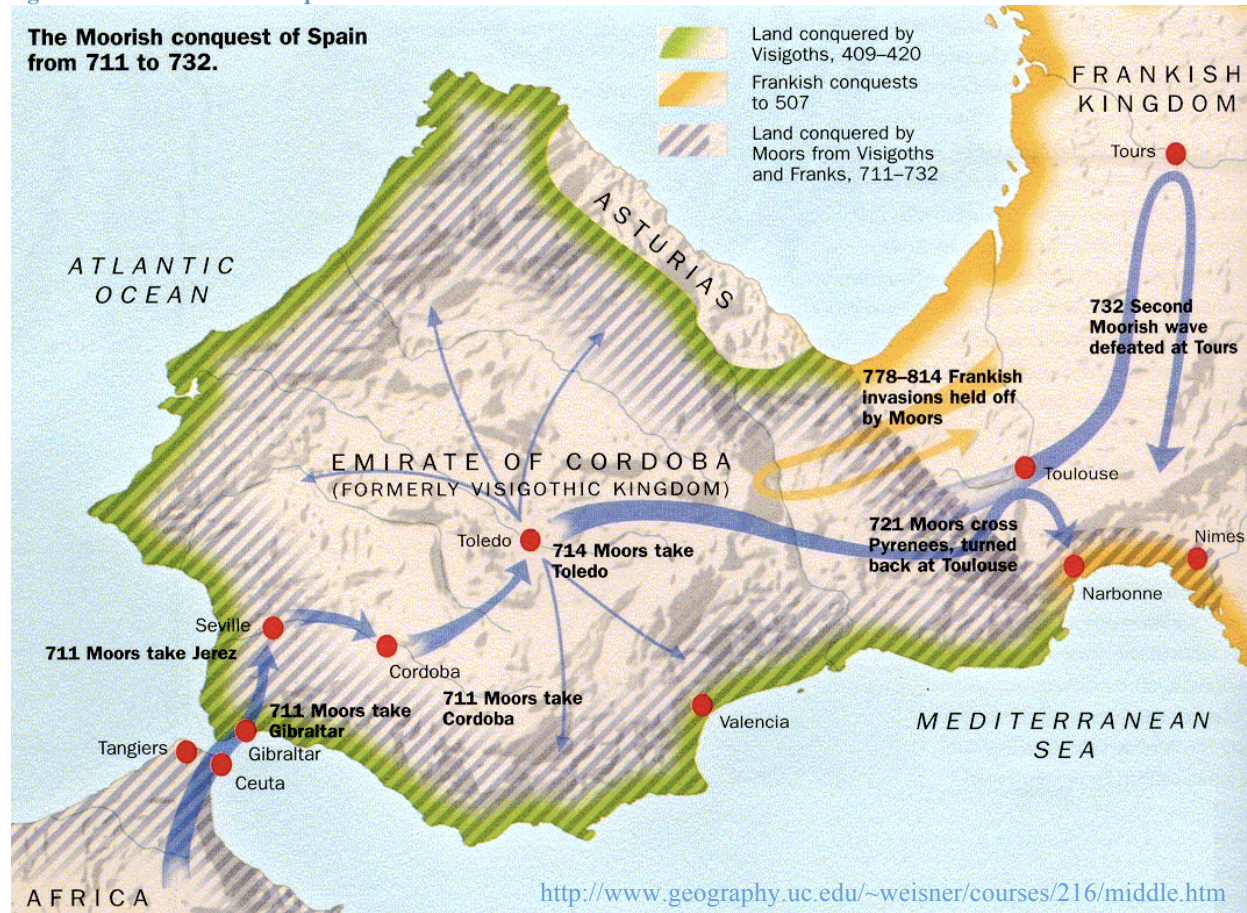 The Moorish conquest of Spain
from 711 to 732.
Land conquered by
Visigoths, 409–420
Frankish conquests
to 507
Land conquered by
Moors from Visigoths
and Franks, 711–732
FRANKISH
KINGDOM
Tours
ASTURIAS
ATLANTIC
OCEAN
732 Second
Moorish wave
defeated at Tours
778–814 Frankish
invasions held off
by Moors
EMIRATE OF CORDOBA
(FORMERLY VISIGOTHIC KINGDOM)
Toulouse
Toledo
714 Moors take
Toledo
721 Moors cross
Pyrenees, turned
back at Toulouse
Nimes
Narbonne
Seville
711 Moors take Jerez
Cordoba
711 Moors take
Cordoba
711 Moors take
Gibraltar
Valencia
MEDITERRANEAN
SEA
Tangiers
Gibraltar
Ceuta
AFRICA
http://www.geography.uc.edu/~weisner/courses/216/middle.htm